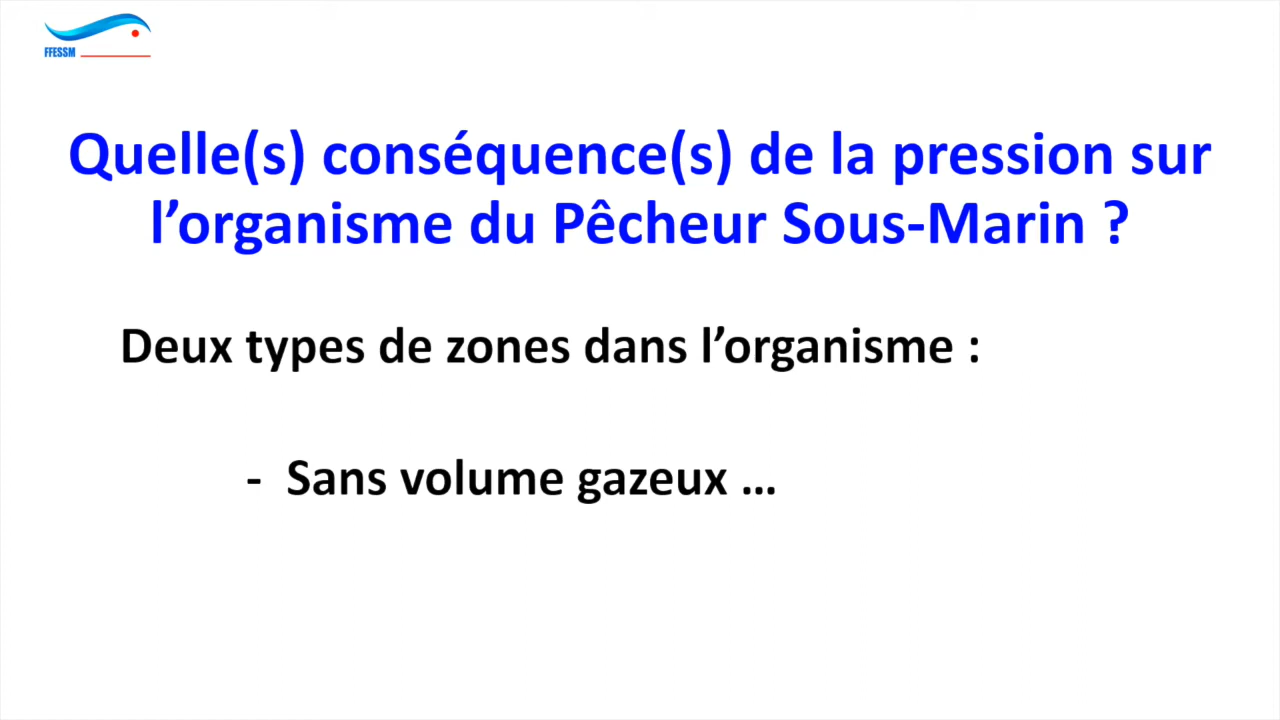 FFESSM
Quelle(s) conséquence(s) de la pression sur
l’organisme du Pêcheur Sous-Marin ?
Deux types de zones dans l’organisme :
- Sans volume gazeux …